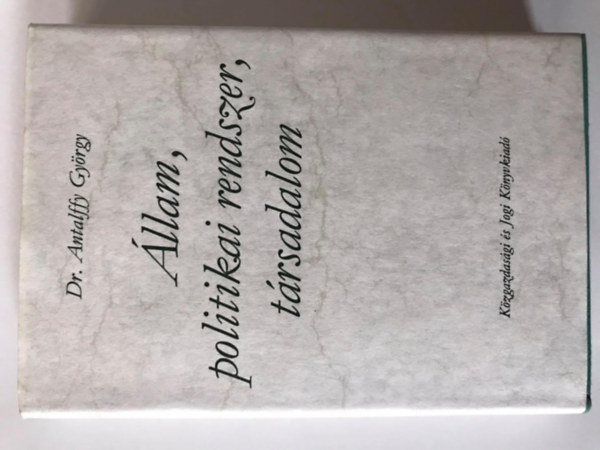 Dr. Antalffy György
Állam,
politikai rendszer,
társadalom
Közgazdasági és Jogi Könyvkiadó